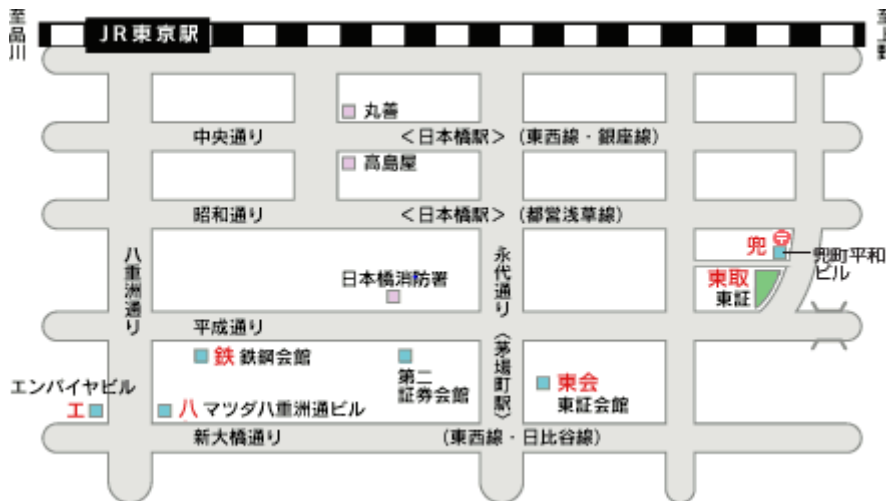 至品川
JR東京駅
至上野
丸善
中央通り
<日本橋駅>
(東西線・銀座線)
高島屋
昭和通り
<日本橋駅>
(都営浅草線)
八重洲通り
永代通り
〈茅場町駅〉
兜
〒
兜町平和
ビル
東取
東証
日本橋消防署
平成通り
鉄 鉄鋼会館
第二
証券会館
東会
東証会館
エンパイヤビル
エ
八 マツダ八重洲通ビル
新大橋通り
(東西線・日比谷線)